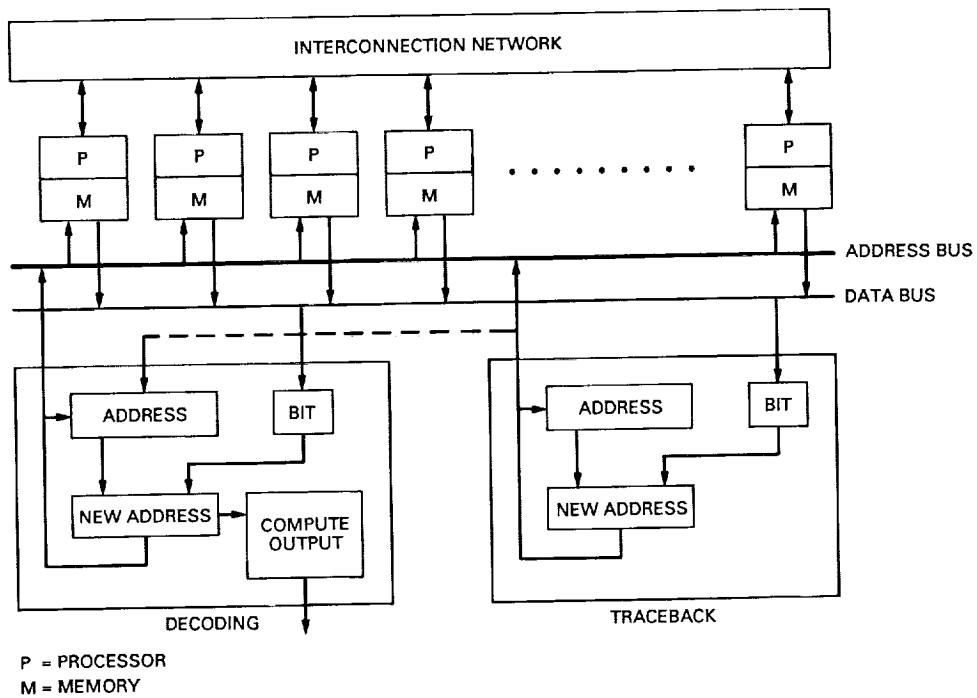 INTERCONNECTION NETWORK
P
P
P
P
P
M
M
M
M
M
ADDRESS BUS
DATA BUS
ADDRESS
BIT
NEW ADDRESS
COMPUTE
OUTPUT
DECODING
ADDRESS
BIT
NEW ADDRESS
TRACEBACK
P = PROCESSOR
M = MEMORY